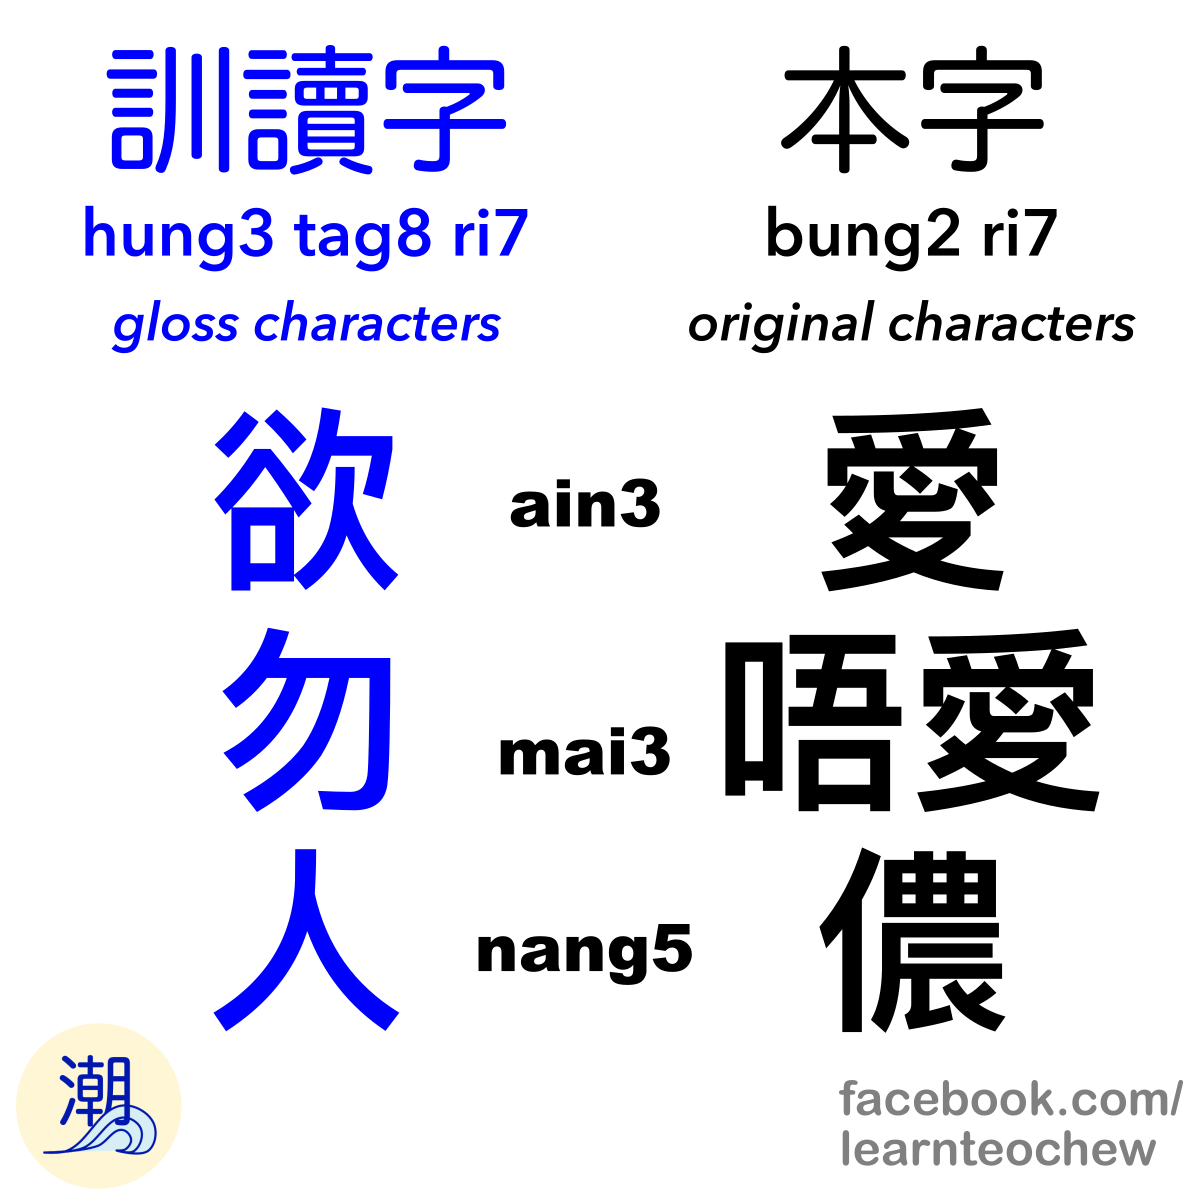 訓讀字 本字
hung3 tag8 ri7 bung2 ri7
gloss characters original characters
欲 ain3 愛
勿 mai3 唔愛
人 nang5 儂
潮
facebook.com/
learnteochew